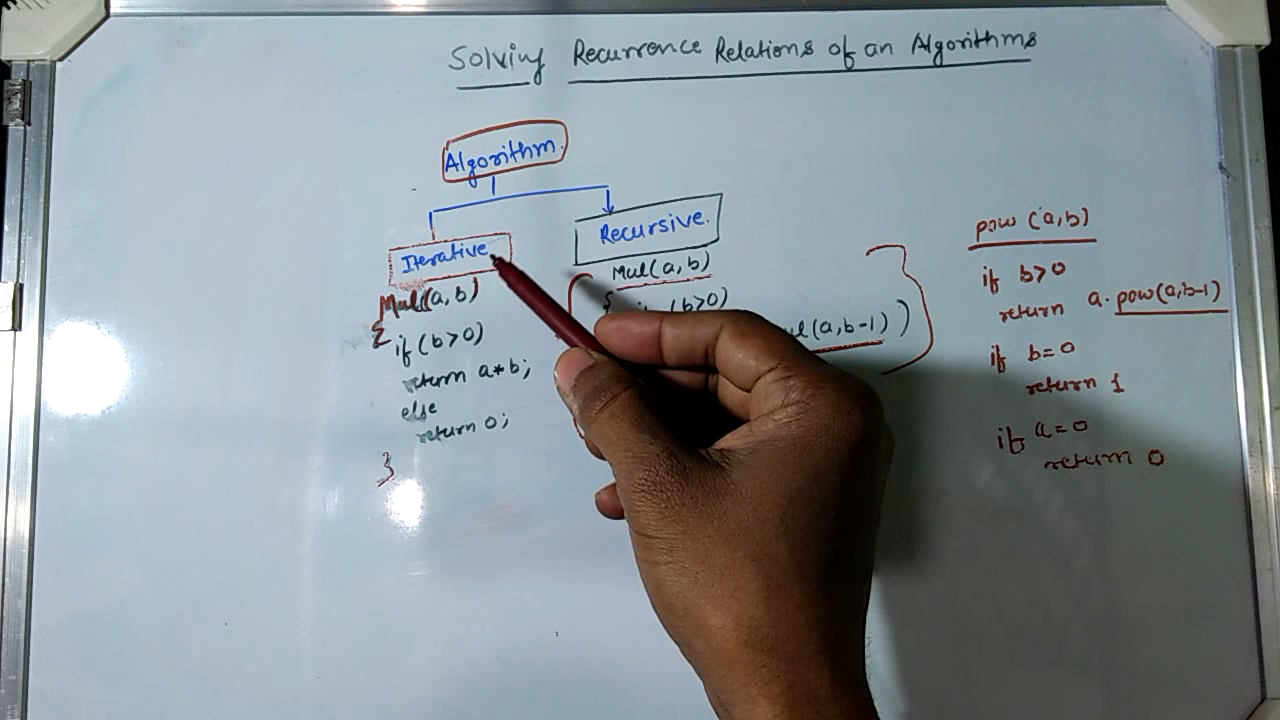 Solving Recurrence Relations of an Algorithms
Algorithm.
Iterative
Mul(a,b)
{
if (b>0)
return a*b;
else
return 0;
}
Recursive.
Mul(a,b)
{
(b>0)
(a,b-1))
pow (a,b)
if b>0
return a. pow(a,b-1)
if b=0
return 1
if a=0
return 0